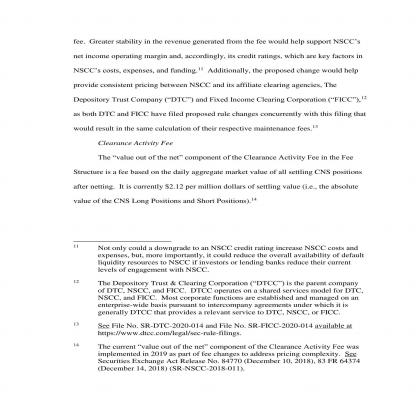 fee.  Greater stability in the revenue generated from the fee would help support NSCC's
net income operating margin and, accordingly, its credit ratings, which are key factors in
NSCC's costs, expenses, and funding.11  Additionally, the proposed change would help
provide consistent pricing between NSCC and its affiliate clearing agencies, The
Depository Trust Company ("DTC") and Fixed Income Clearing Corporation ("FICC"),12
as both DTC and FICC have filed proposed rule changes concurrently with this filing that
would result in the same calculation of their respective maintenance fees.13
Clearance Activity Fee
The "value out of the net" component of the Clearance Activity Fee in the Fee
Structure is a fee based on the daily aggregate market value of all settling CNS positions
after netting.  It is currently $2.12 per million dollars of settling value (i.e., the absolute
value of the CNS Long Positions and Short Positions).14
11 Not only could a downgrade to an NSCC credit rating increase NSCC costs and
expenses, but, more importantly, it could reduce the overall availability of default
liquidity resources to NSCC if investors or lending banks reduce their current
levels of engagement with NSCC.
12 The Depository Trust & Clearing Corporation ("DTCC") is the parent company
of DTC, NSCC, and FICC.  DTCC operates on a shared services model for DTC,
NSCC, and FICC.  Most corporate functions are established and managed on an
enterprise-wide basis pursuant to intercompany agreements under which it is
generally DTCC that provides a relevant service to DTC, NSCC, or FICC.
13 See File No. SR-DTC-2020-014 and File No. SR-FICC-2020-014 available at
https://www.dtcc.com/legal/sec-rule-filings.
14 The current "value out of the net" component of the Clearance Activity Fee was
implemented in 2019 as part of fee changes to address pricing complexity.  See
Securities Exchange Act Release No. 84770 (December 10, 2018), 83 FR 64374
(December 14, 2018) (SR-NSCC-2018-011).